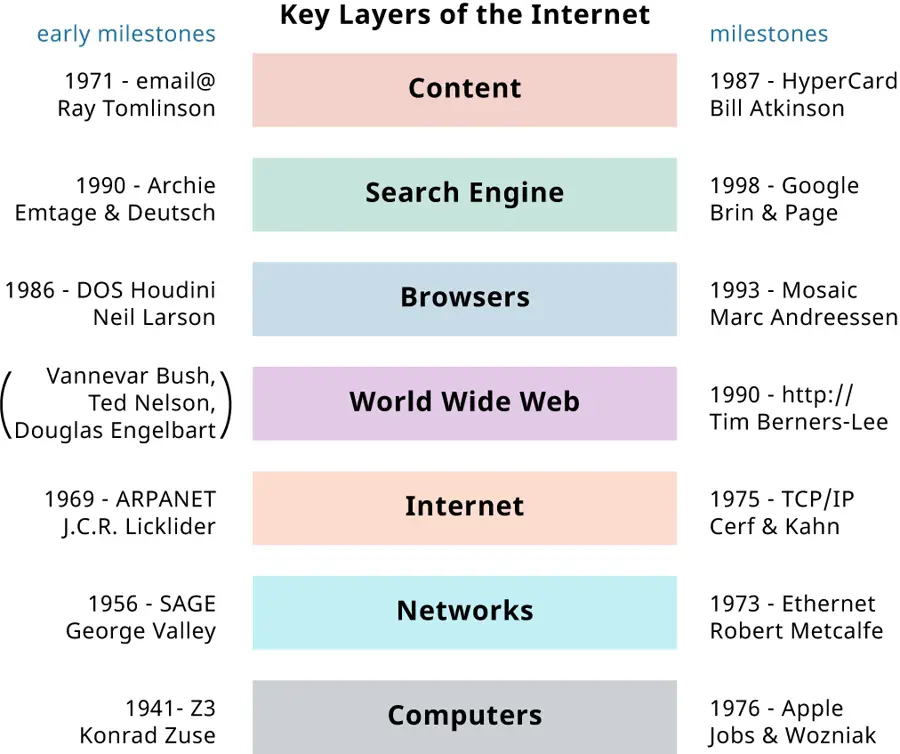 Key Layers of the Internet
early milestones
milestones
1971 - email@
Ray Tomlinson
Content
1987 - HyperCard
Bill Atkinson
1990 - Archie
Emtage & Deutsch
Search Engine
1998 - Google
Brin & Page
1986 - DOS Houdini
Neil Larson
Browsers
1993 - Mosaic
Marc Andreessen
(Vannevar Bush,
Ted Nelson,
Douglas Engelbart)
World Wide Web
1990 - http://
Tim Berners-Lee
1969 - ARPANET
J.C.R. Licklider
Internet
1975 - TCP/IP
Cerf & Kahn
1956 - SAGE
George Valley
Networks
1973 - Ethernet
Robert Metcalfe
1941- Z3
Konrad Zuse
Computers
1976 - Apple
Jobs & Wozniak